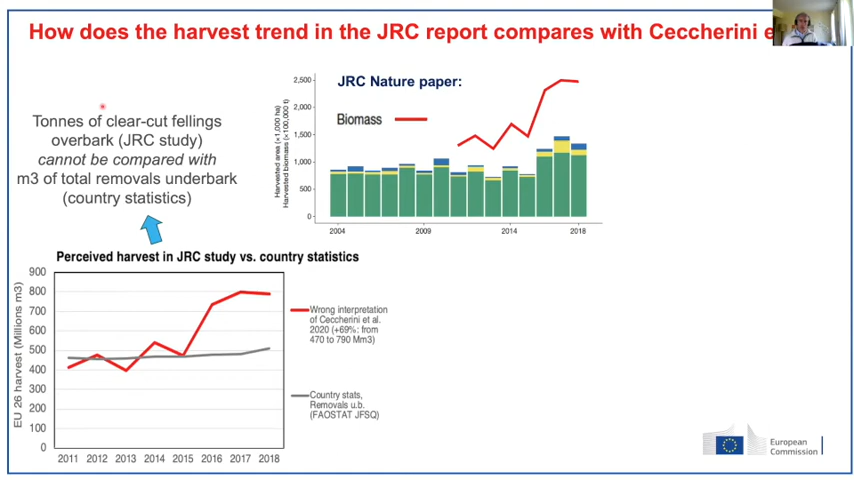 How does the harvest trend in the JRC report compares with Ceccherini e
JRC Nature paper:
Biomass
Harvested area (×1,000 ha)
Harvested biomass (×100,000 t)
2,500
2,000
1,500
1,000
500
0
2004
2009
2014
2018
Tonnes of clear-cut fellings
overbark (JRC study)
cannot be compared with
m3 of total removals underbark
(country statistics)
Perceived harvest in JRC study vs. country statistics
EU 26 harvest (Millions m3)
900
800
700
600
500
400
300
200
100
0
2011
2012
2013
2014
2015
2016
2017
2018
Wrong interpretation
of Ceccherini et al.
2020 (+69%: from
470 to 790 Mm3)
Country stats,
Removals u.b.
(FAOSTAT JFSQ)
European
Commission